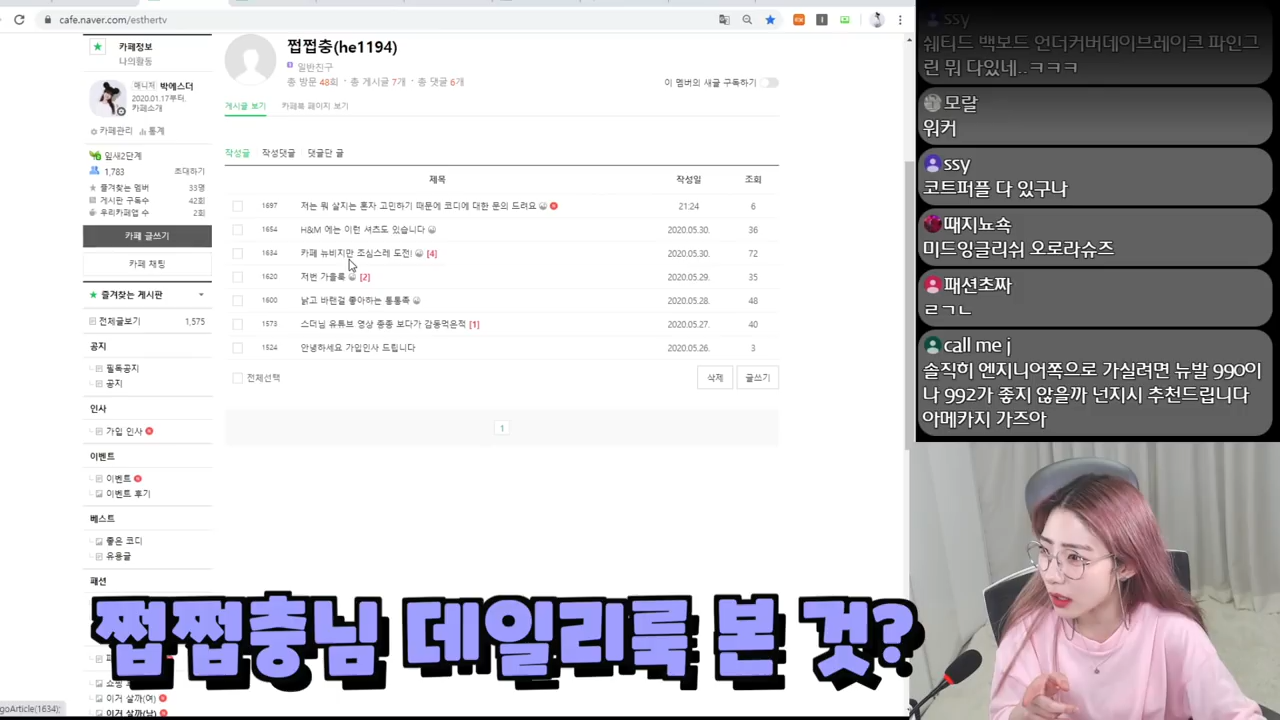 cafe.naver.com/esthertv
카페정보
나의활동
매니저 박에스더
2020.01.17부터.
카페소개
카페관리 통계
잎새2단계
1,783 초대하기
즐겨찾는 멤버 33명
게시판 구독수 42회
우리카페앱 수 2회
카페 글쓰기
카페 채팅
즐겨찾는 게시판
전체글보기 1,575
공지
필독공지
공지
인사
가입 인사
이벤트
이벤트
이벤트 후기
베스트
좋은 코디
유용글
패션
이거 살까(여)
이거 살까(남)
goArticle(1634);
쩝쩝충(he1194)
일반친구
총 방문 48회 · 총 게시글 7개 · 총 댓글 6개
이 멤버의 새글 구독하기
게시글 보기 카페북 페이지 보기
작성글 작성댓글 댓글단 글
제목 작성일 조회
1697 저는 뭐 살지는 혼자 고민하기 때문에 코디에 대한 문의 드려요 21:24 6
1654 H&M 에는 이런 셔츠도 있습니다 2020.05.30. 36
1634 카페 뉴비지만 조심스레 도전! [4] 2020.05.30. 72
1620 저번 가을룩 [2] 2020.05.29. 35
1600 낡고 바랜걸 좋아하는 통통족 2020.05.28. 48
1573 스더님 유튜브 영상 종종 보다가 감동먹은적 [1] 2020.05.27. 40
1524 안녕하세요 가입인사 드립니다 2020.05.26. 3
전체선택 삭제 글쓰기
1
ssy
쉐티드 백보트 언더커버데이브레이크 파인그
린 뭐 다있네..ㅋㅋㅋ
모랄
워커
ssy
코트퍼플 다 있구나
때지뇨쇽
미드잉글리쉬 오로라슈즈
패션초짜
ㄹㄱㄴ
call me j
솔직히 엔지니어쪽으로 가실려면 뉴발 990이
나 992가 좋지 않을까 넌지시 추천드립니다
아메카지 가즈아
쩝쩝충님 데일리룩 본 것?